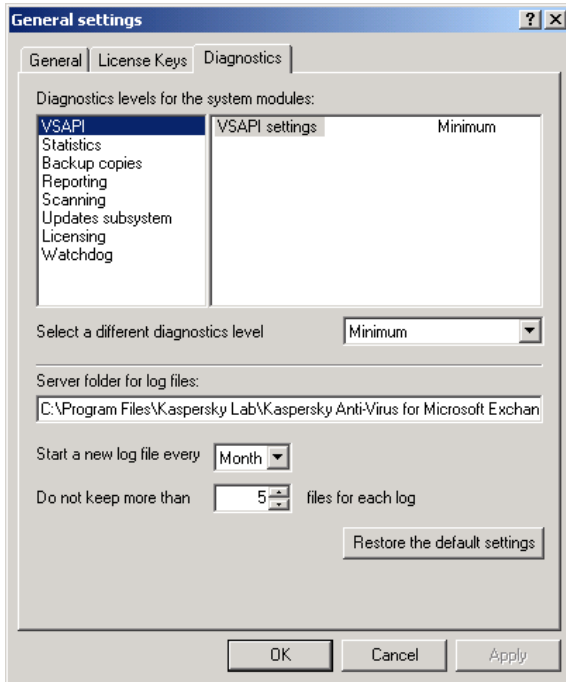 General settings
General License Keys Diagnostics
Diagnostics levels for the system modules:
VSAPI VSAPI settings Minimum
Statistics
Backup copies
Reporting
Scanning
Updates subsystem
Licensing
Watchdog
Select a different diagnostics level Minimum
Server folder for log files:
C:\Program Files\Kaspersky Lab\Kaspersky Anti-Virus for Microsoft Exchan
Start a new log file every Month
Do not keep more than 5 files for each log
Restore the default settings
OK Cancel Apply